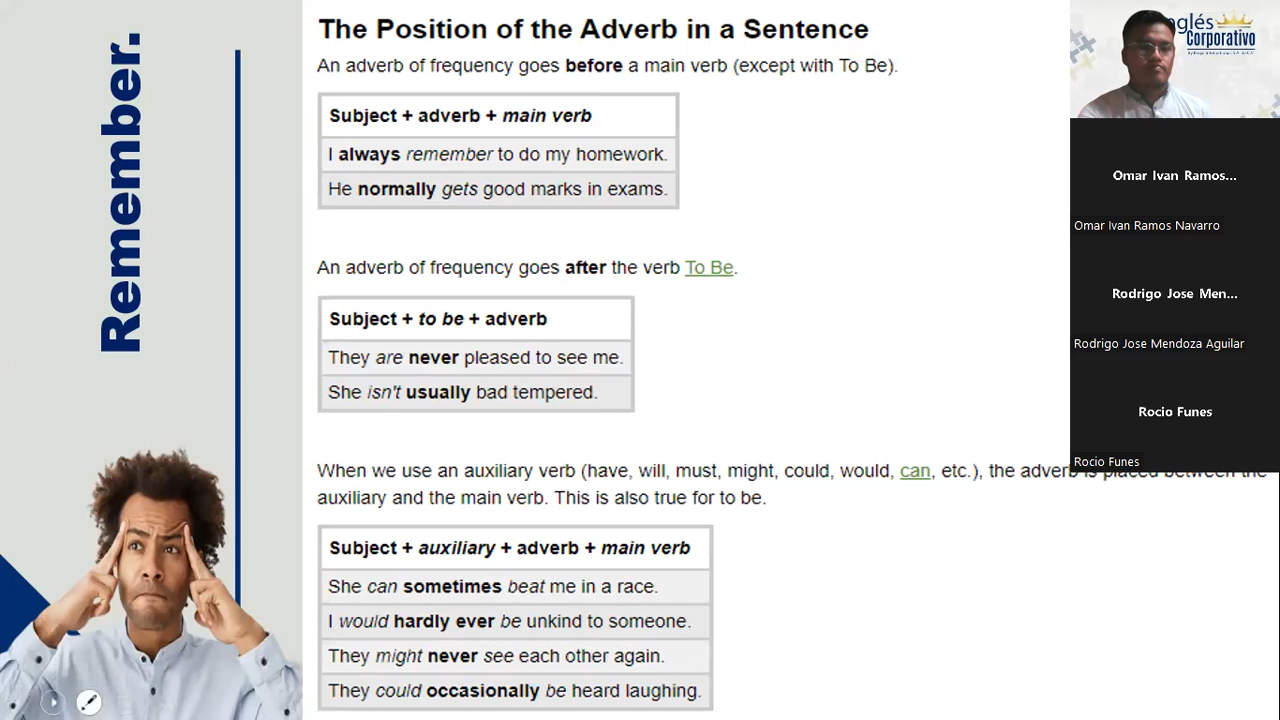 Remember.
The Position of the Adverb in a Sentence
An adverb of frequency goes before a main verb (except with To Be).
Subject + adverb + main verb
I always remember to do my homework.
He normally gets good marks in exams.
An adverb of frequency goes after the verb To Be.
Subject + to be + adverb
They are never pleased to see me.
She isn't usually bad tempered.
When we use an auxiliary verb (have, will, must, might, could, would, can, etc.), the adverb is placed between the
auxiliary and the main verb. This is also true for to be.
Subject + auxiliary + adverb + main verb
She can sometimes beat me in a race.
I would hardly ever be unkind to someone.
They might never see each other again.
They could occasionally be heard laughing.
Corporativo
Omar Ivan Ramos...
Omar Ivan Ramos Navarro
Rodrigo Jose Men...
Rodrigo Jose Mendoza Aguilar
Rocio Funes
Rocio Funes